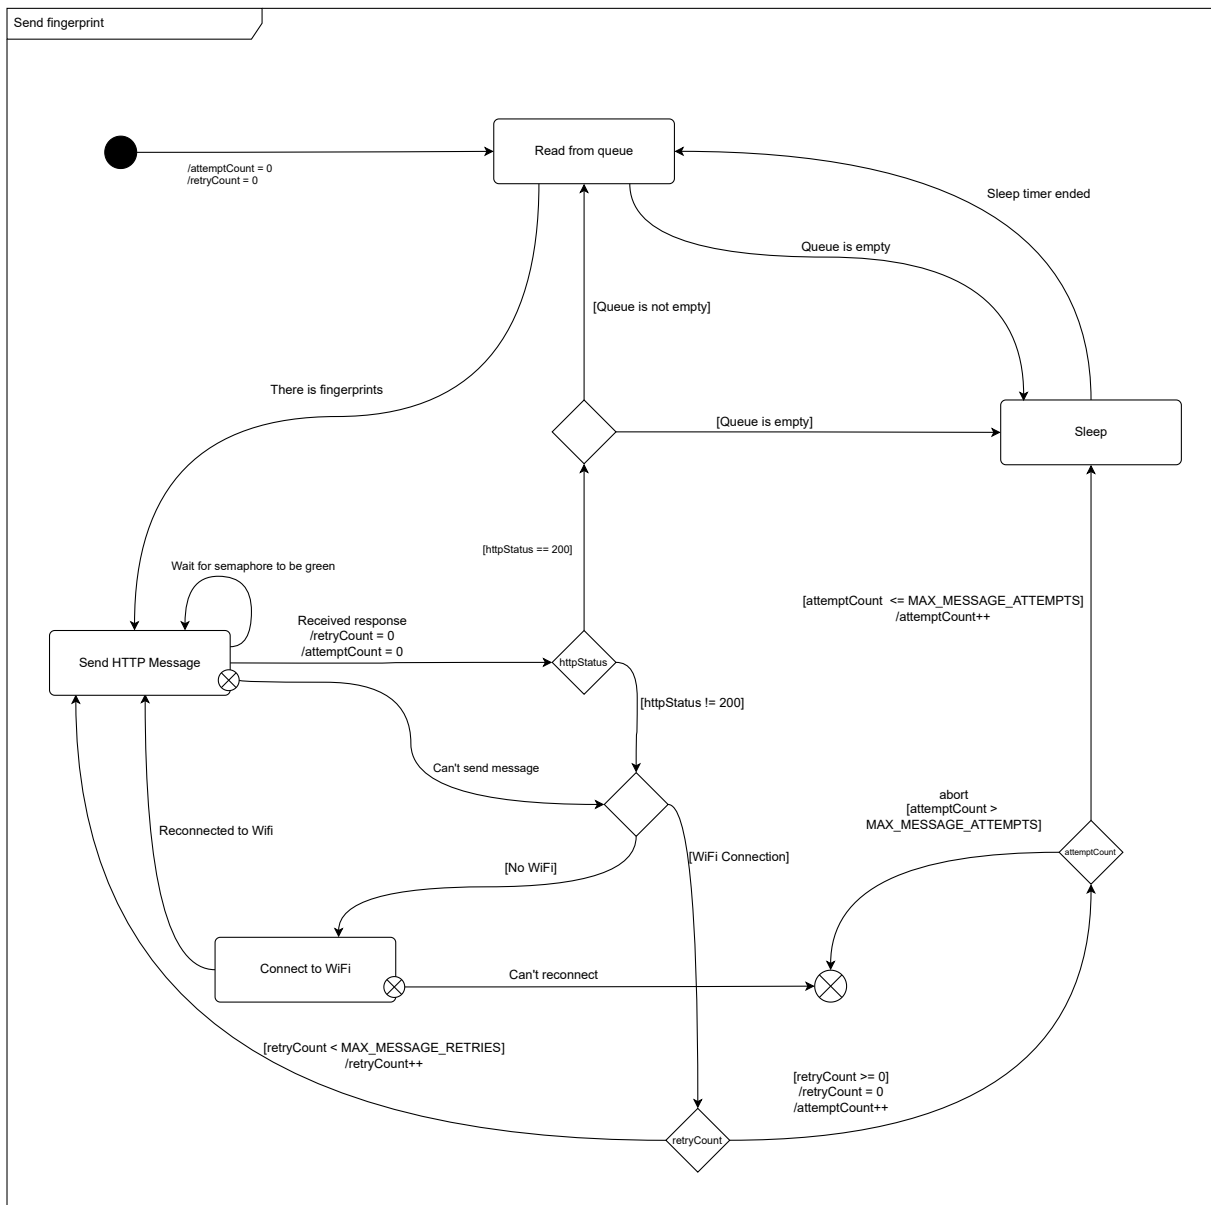 Send fingerprint
Read from queue
/attemptCount = 0
/retryCount = 0
Sleep timer ended
Queue is empty
[Queue is not empty]
There is fingerprints
[Queue is empty]
Sleep
[httpStatus == 200]
Wait for semaphore to be green
[attemptCount  <= MAX_MESSAGE_ATTEMPTS]
/attemptCount++
Received response
/retryCount = 0
/attemptCount = 0
Send HTTP Message
httpStatus
[httpStatus != 200]
Can't send message
abort
[attemptCount >
MAX_MESSAGE_ATTEMPTS]
Reconnected to Wifi
attemptCount
[WiFi Connection]
[No WiFi]
Connect to WiFi
Can't reconnect
[retryCount < MAX_MESSAGE_RETRIES]
/retryCount++
[retryCount >= 0]
/retryCount = 0
/attemptCount++
retryCount